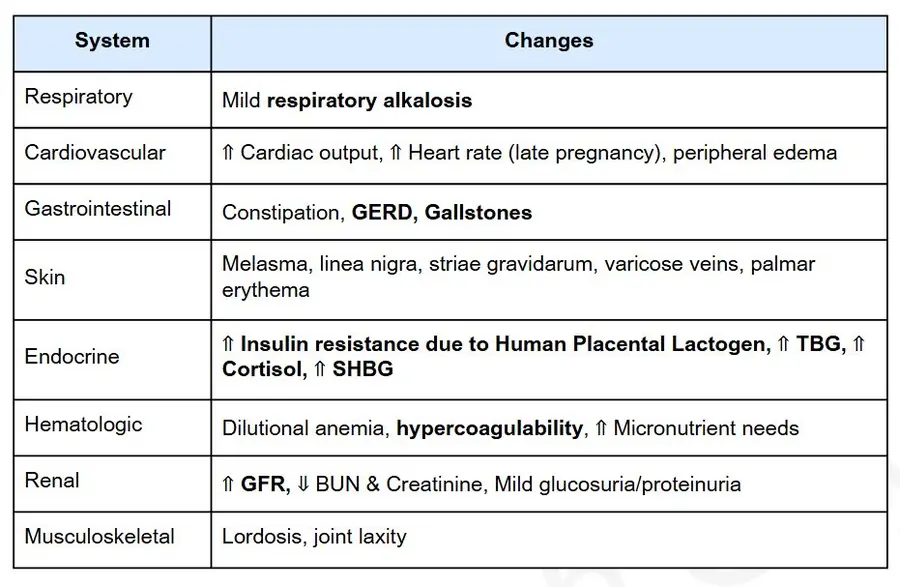 System
Changes
Respiratory
Mild respiratory alkalosis
Cardiovascular
⇑ Cardiac output, ⇑ Heart rate (late pregnancy), peripheral edema
Gastrointestinal
Constipation, GERD, Gallstones
Skin
Melasma, linea nigra, striae gravidarum, varicose veins, palmar
erythema
Endocrine
⇑ Insulin resistance due to Human Placental Lactogen, ⇑ TBG, ⇑
Cortisol, ⇑ SHBG
Hematologic
Dilutional anemia, hypercoagulability, ⇑ Micronutrient needs
Renal
⇑ GFR, ⇓ BUN & Creatinine, Mild glucosuria/proteinuria
Musculoskeletal
Lordosis, joint laxity